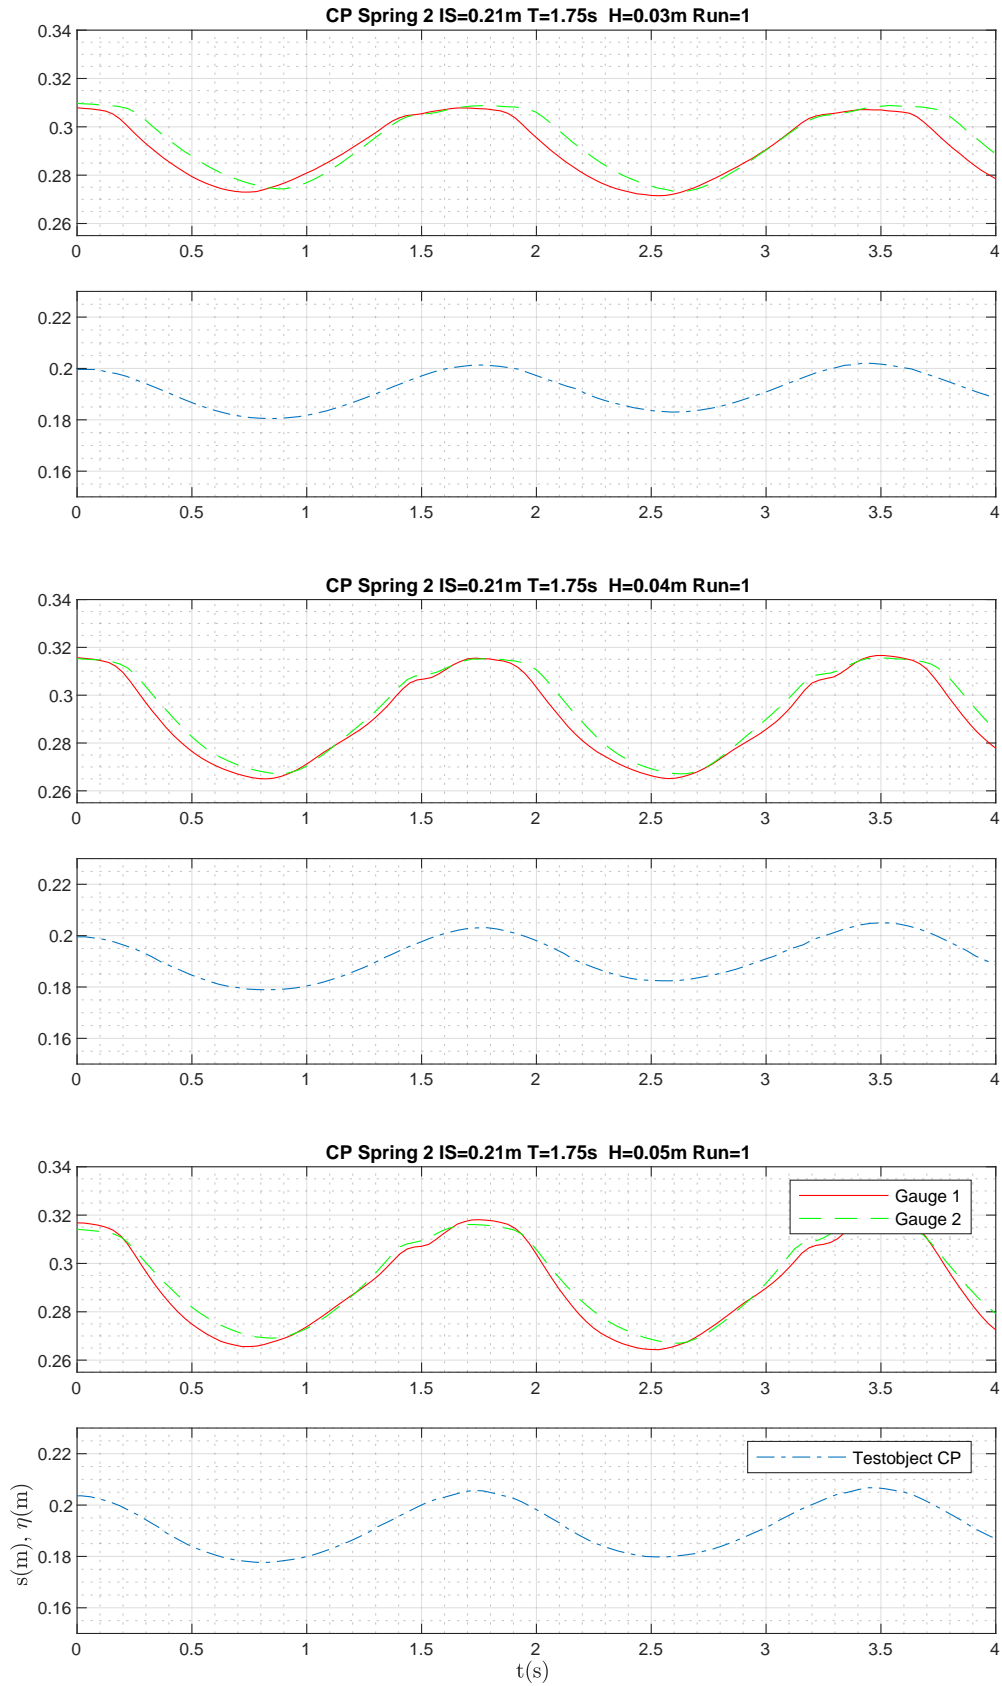 CP Spring 2 IS=0.21m T=1.75s H=0.03m Run=1
0.34
0.32
0.3
0.28
0.26
0 0.5 1 1.5 2 2.5 3 3.5 4
0.22
0.2
0.18
0.16
0 0.5 1 1.5 2 2.5 3 3.5 4
CP Spring 2 IS=0.21m T=1.75s H=0.04m Run=1
0.34
0.32
0.3
0.28
0.26
0 0.5 1 1.5 2 2.5 3 3.5 4
0.22
0.2
0.18
0.16
0 0.5 1 1.5 2 2.5 3 3.5 4
CP Spring 2 IS=0.21m T=1.75s H=0.05m Run=1
0.34
0.32
0.3
0.28
0.26
Gauge 1
Gauge 2
0 0.5 1 1.5 2 2.5 3 3.5 4
0.22
0.2
0.18
0.16
Testobject CP
s(m), η(m)
0 0.5 1 1.5 2 2.5 3 3.5 4
t(s)